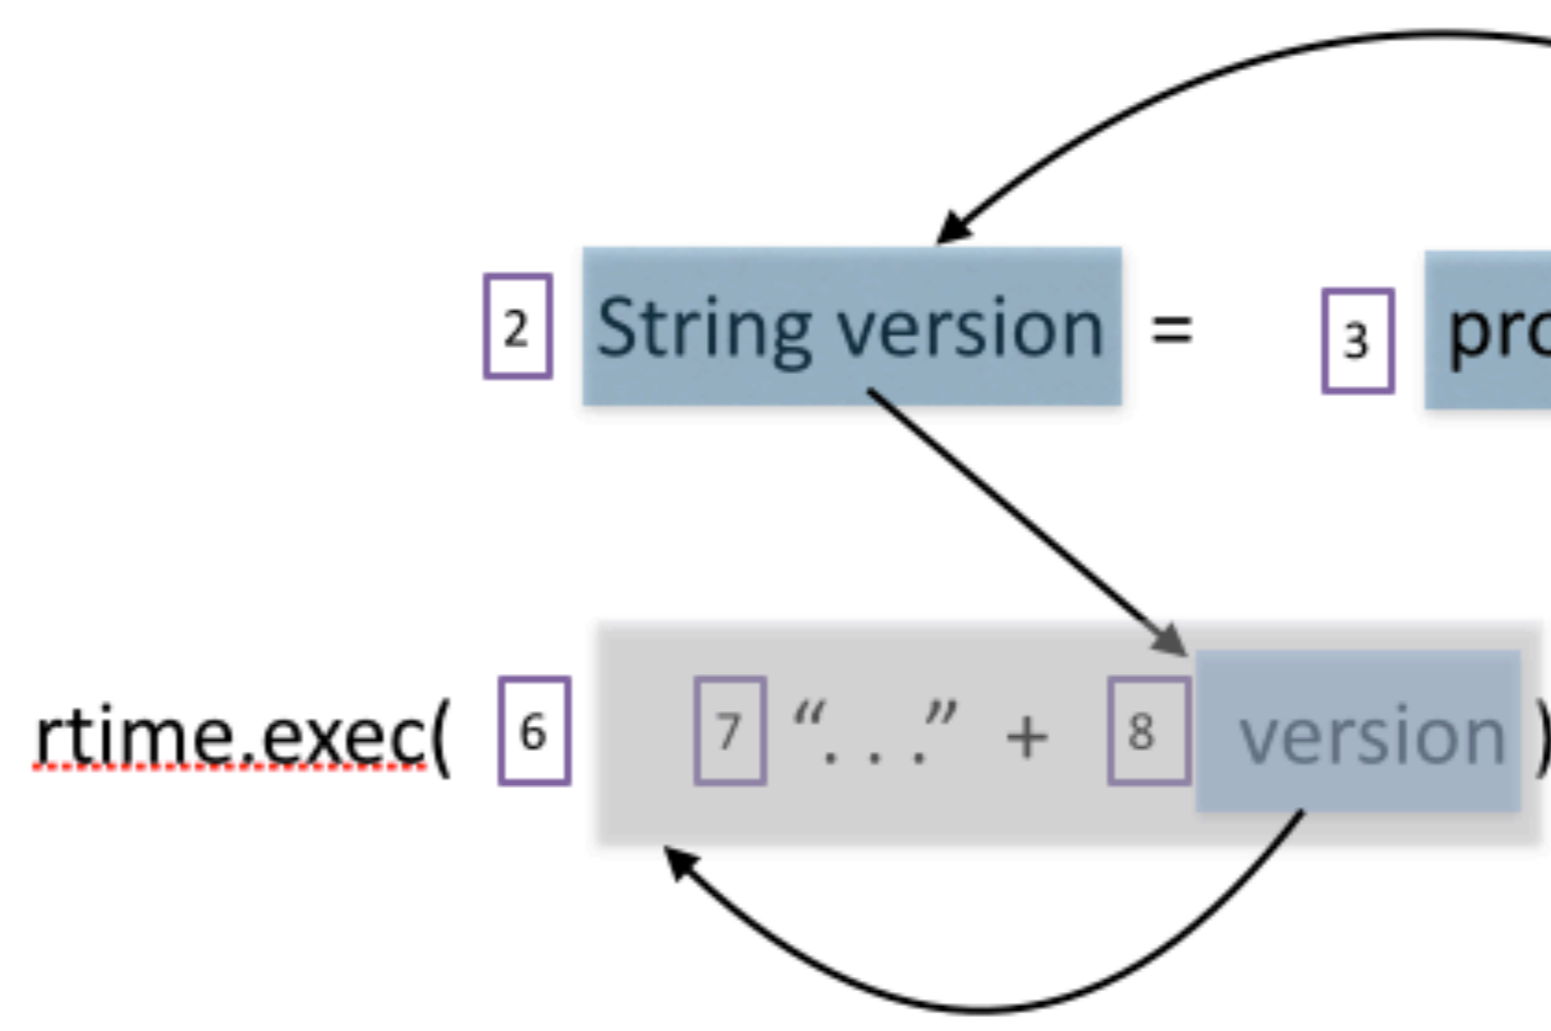 2 String version = 3 pro
rtime.exec( 6 7 “. . .” + 8 version )